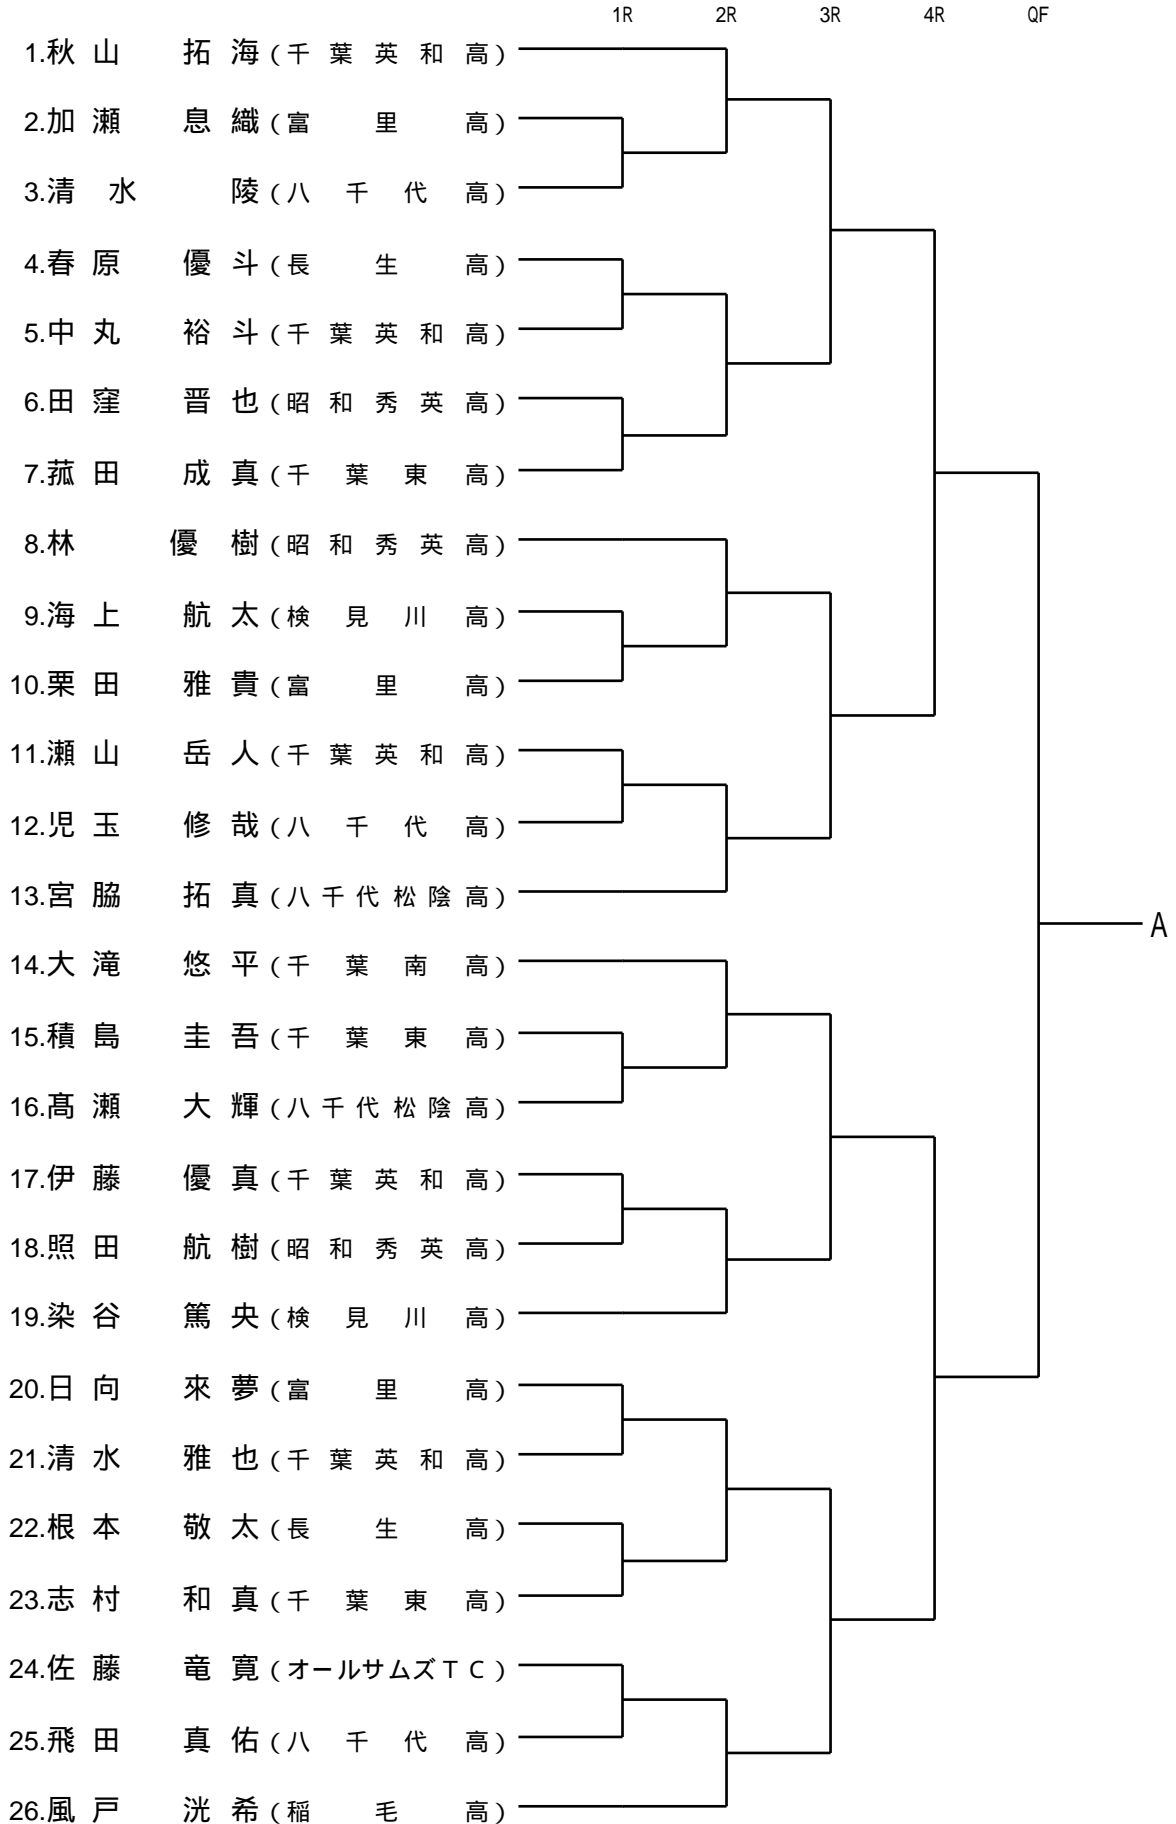 1R 2R 3R 4R QF
1.秋山 拓海(千葉英和高)
2.加瀬 息織(富里高)
3.清水 陵(八千代高)
4.春原 優斗(長生高)
5.中丸 裕斗(千葉英和高)
6.田窪 晋也(昭和秀英高)
7.菰田 成真(千葉東高)
8.林 優樹(昭和秀英高)
9.海上 航太(検見川高)
10.栗田 雅貴(富里高)
11.瀬山 岳人(千葉英和高)
12.児玉 修哉(八千代高)
13.宮脇 拓真(八千代松陰高)
A
14.大滝 悠平(千葉南高)
15.積島 圭吾(千葉東高)
16.髙瀬 大輝(八千代松陰高)
17.伊藤 優真(千葉英和高)
18.照田 航樹(昭和秀英高)
19.染谷 篤央(検見川高)
20.日向 來夢(富里高)
21.清水 雅也(千葉英和高)
22.根本 敬太(長生高)
23.志村 和真(千葉東高)
24.佐藤 竜寛(オールサムズTC)
25.飛田 真佑(八千代高)
26.風戸 洸希(稲毛高)